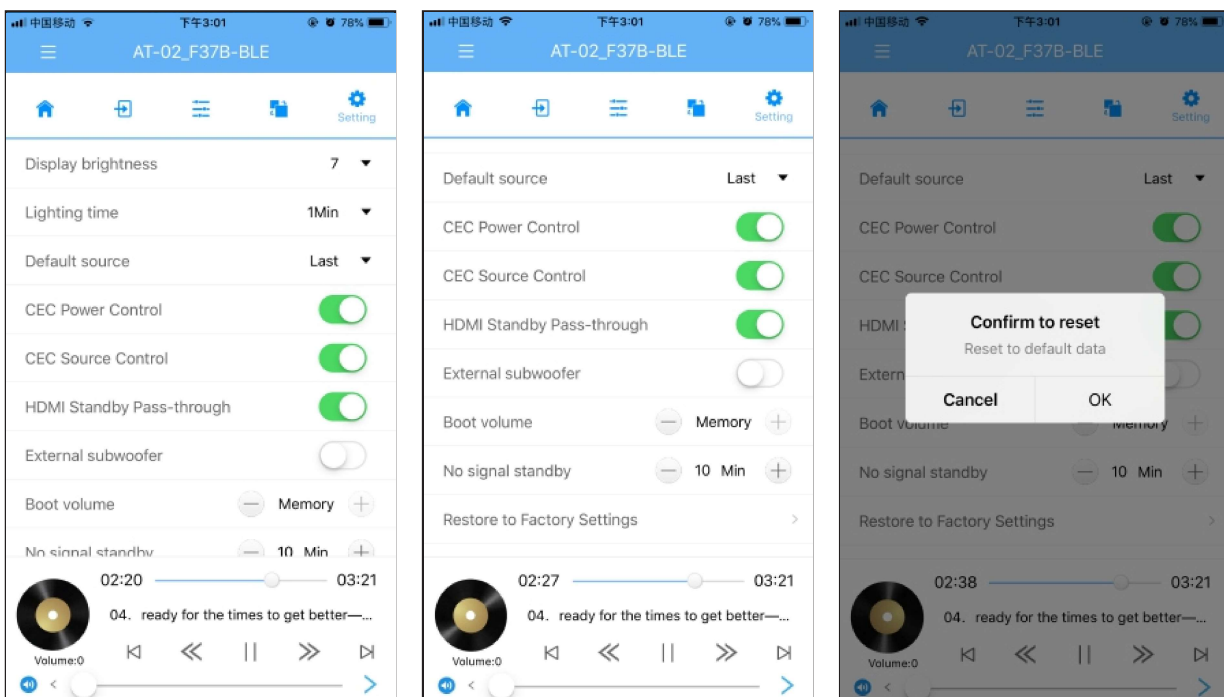 中国移动 下午3:01 78%
AT-02_F37B-BLE
Setting
Display brightness 7
Lighting time 1Min
Default source Last
CEC Power Control
CEC Source Control
HDMI Standby Pass-through
External subwoofer
Boot volume Memory
No signal standby 10 Min
02:20 03:21
04. ready for the times to get better—...
Volume:0
中国移动 下午3:01 78%
AT-02_F37B-BLE
Setting
Default source Last
CEC Power Control
CEC Source Control
HDMI Standby Pass-through
External subwoofer
Boot volume Memory
No signal standby 10 Min
Restore to Factory Settings
02:27 03:21
04. ready for the times to get better—...
Volume:0
中国移动 下午3:01 78%
AT-02_F37B-BLE
Setting
Default source Last
CEC Power Control
CEC Source Control
HDMI
Confirm to reset
Reset to default data
Extern
Cancel OK
Boot volume Memory
No signal standby 10 Min
Restore to Factory Settings
02:38 03:21
04. ready for the times to get better—...
Volume:0